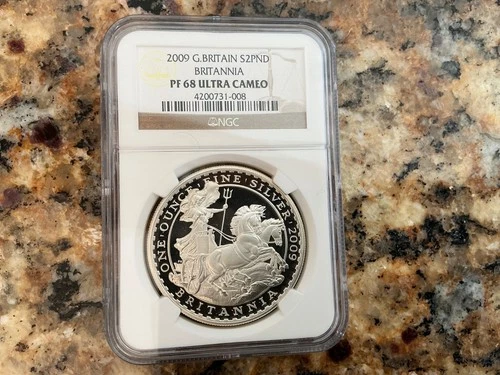 2009 G.BRITAIN S2PND
BRITANNIA
PF 68 ULTRA CAMEO
4200731-008
NGC
ONE · OUNCE · FINE · SILVER · 2009
BRITANNIA